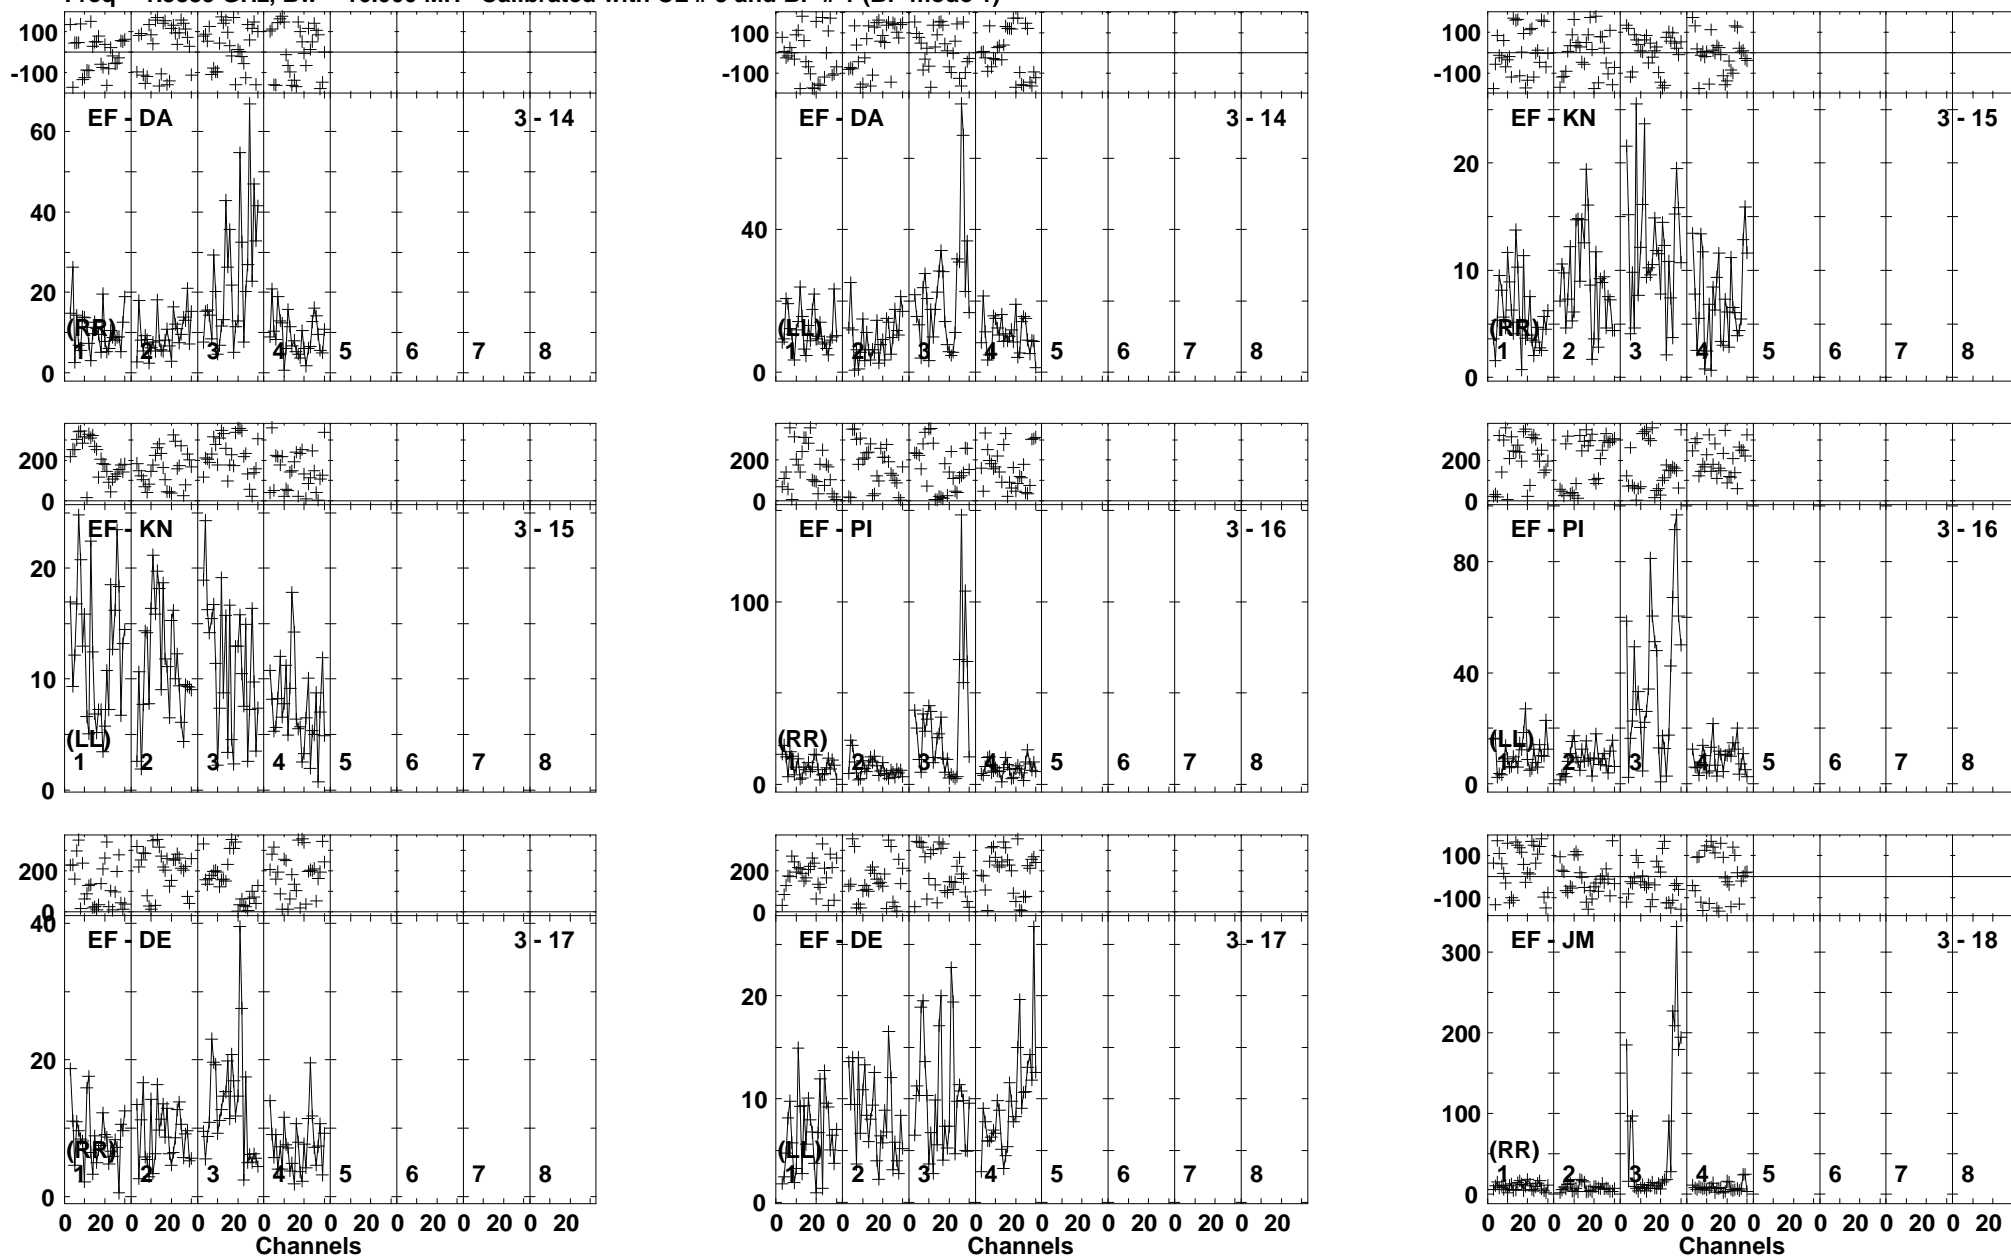 Calibrated with and (BP mode 1)
100 100 100
-100 -100 -100
EF - DA 3 - 14 EF - DA 3 - 14 EF - KN 3 - 15
60
40 40 20
20 10
(RR) (LL) (RR)
1 2 3 4 5 6 7 8 1 2 3 4 5 6 7 8 1 2 3 4 5 6 7 8
0 0 0
200 200 200
0 0 0
EF - KN 3 - 15 EF - PI 3 - 16 EF - PI 3 - 16
20 100 80
10 40
(LL) (RR) (LL)
1 2 3 4 5 6 7 8 1 2 3 4 5 6 7 8 1 2 3 4 5 6 7 8
0 0 0
200 200 100
0 0 -100
40 EF - DE 3 - 17 EF - DE 3 - 17 EF - JM 3 - 18
300
20 20 200
10 100
(RR) (LL) (RR)
1 2 3 4 5 6 7 8 1 2 3 4 5 6 7 8 1 2 3 4 5 6 7 8
0 0 0
0 20 0 20 0 20 0 20 0 20 0 20 0 20 0 20 0 20 0 20 0 20 0 20 0 20 0 20 0 20 0 20 0 20 0 20 0 20 0 20 0 20 0 20 0 20 0 20
Channels Channels Channels